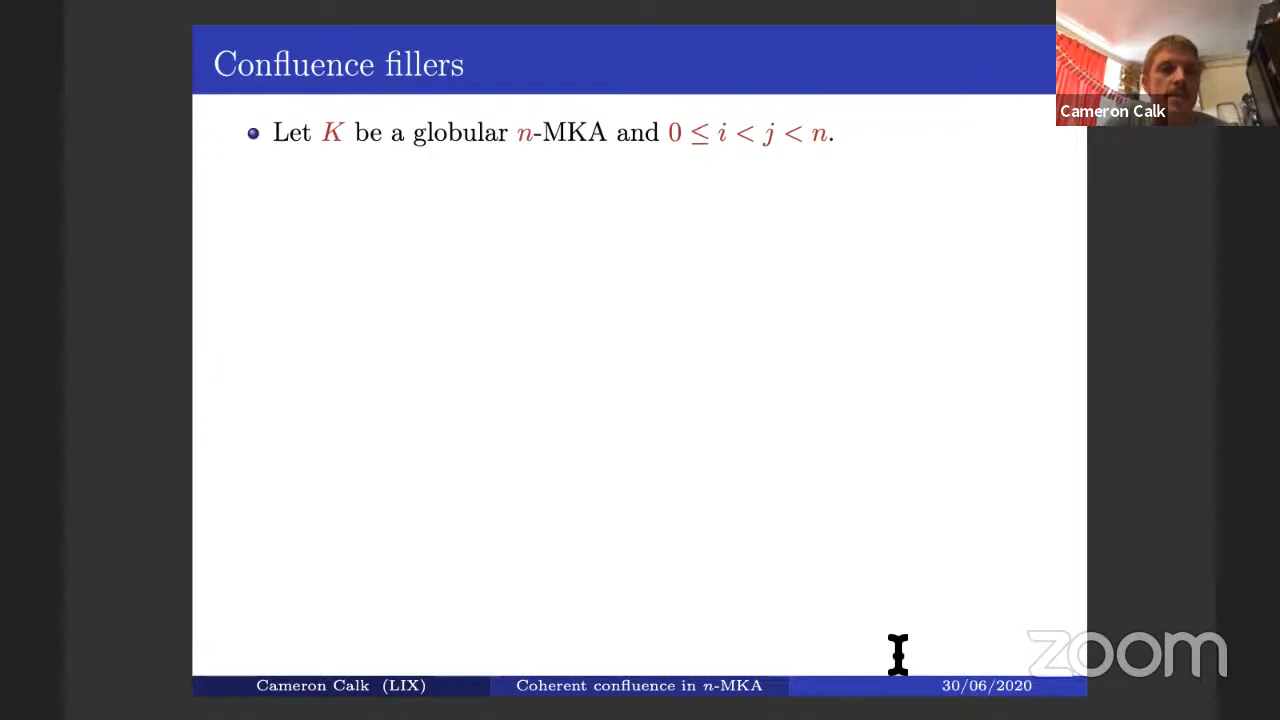 Confluence fillers
Cameron Calk
Let K be a globular n-MKA and 0 ≤ i < j < n.
zoom
Cameron Calk (LIX) Coherent confluence in n-MKA 30/06/2020